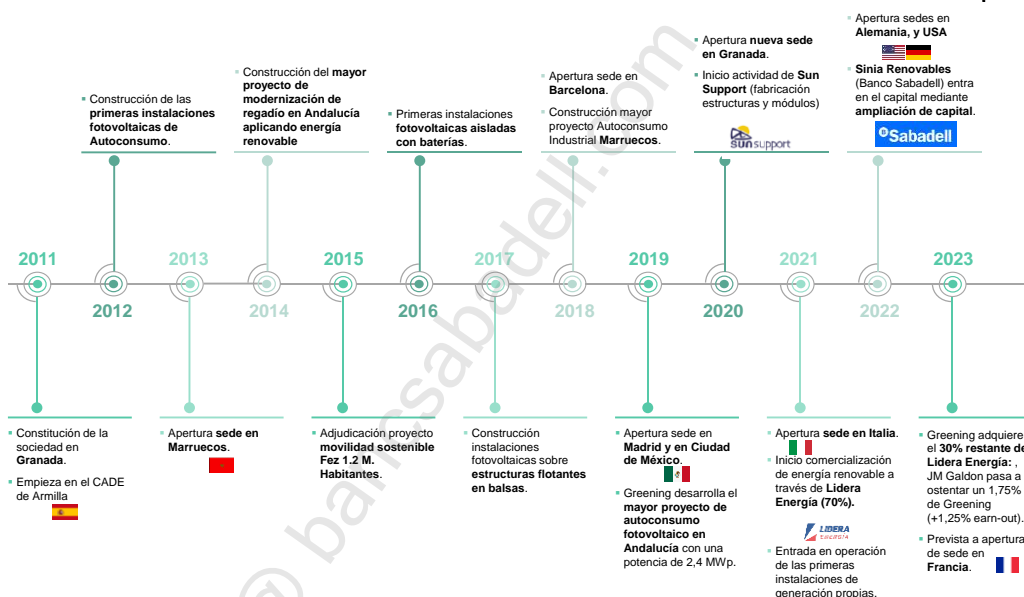 ▪ Construcción de las
primeras instalaciones
fotovoltaicas de
Autoconsumo.
▪ Construcción del mayor
proyecto de
modernización de
regadío en Andalucía
aplicando energía
renovable
▪ Primeras instalaciones
fotovoltaicas aisladas
con baterías.
▪ Apertura sede en
Barcelona.
▪ Construcción mayor
proyecto Autoconsumo
Industrial Marruecos.
▪ Apertura nueva sede
en Granada.
▪ Inicio actividad de Sun
Support (fabricación
estructuras y módulos)
sun support
▪ Apertura sedes en
Alemania, y USA
▪ Sinia Renovables
(Banco Sabadell) entra
en el capital mediante
ampliación de capital.
Sabadell
2011
2012
2013
2014
2015
2016
2017
2018
2019
2020
2021
2022
2023
▪ Constitución de la
sociedad en
Granada.
▪ Empieza en el CADE
de Armilla
▪ Apertura sede en
Marruecos.
▪ Adjudicación proyecto
movilidad sostenible
Fez 1.2 M.
Habitantes.
▪ Construcción
instalaciones
fotovoltaicas sobre
estructuras flotantes
en balsas.
▪ Apertura sede en
Madrid y en Ciudad
de México.
▪ Greening desarrolla el
mayor proyecto de
autoconsumo
fotovoltaico en
Andalucía con una
potencia de 2,4 MWp.
▪ Apertura sede en Italia.
▪ Inicio comercialización
de energía renovable a
través de Lidera
Energía (70%).
LIDERA
ENERGÍA
▪ Entrada en operación
de las primeras
instalaciones de
generación propias.
▪ Greening adquiere
el 30% restante de
Lidera Energía: ,
JM Galdon pasa a
ostentar un 1,75%
de Greening
(+1,25% earn-out).
▪ Prevista a apertura
de sede en
Francia.
@ bancsabadell.com